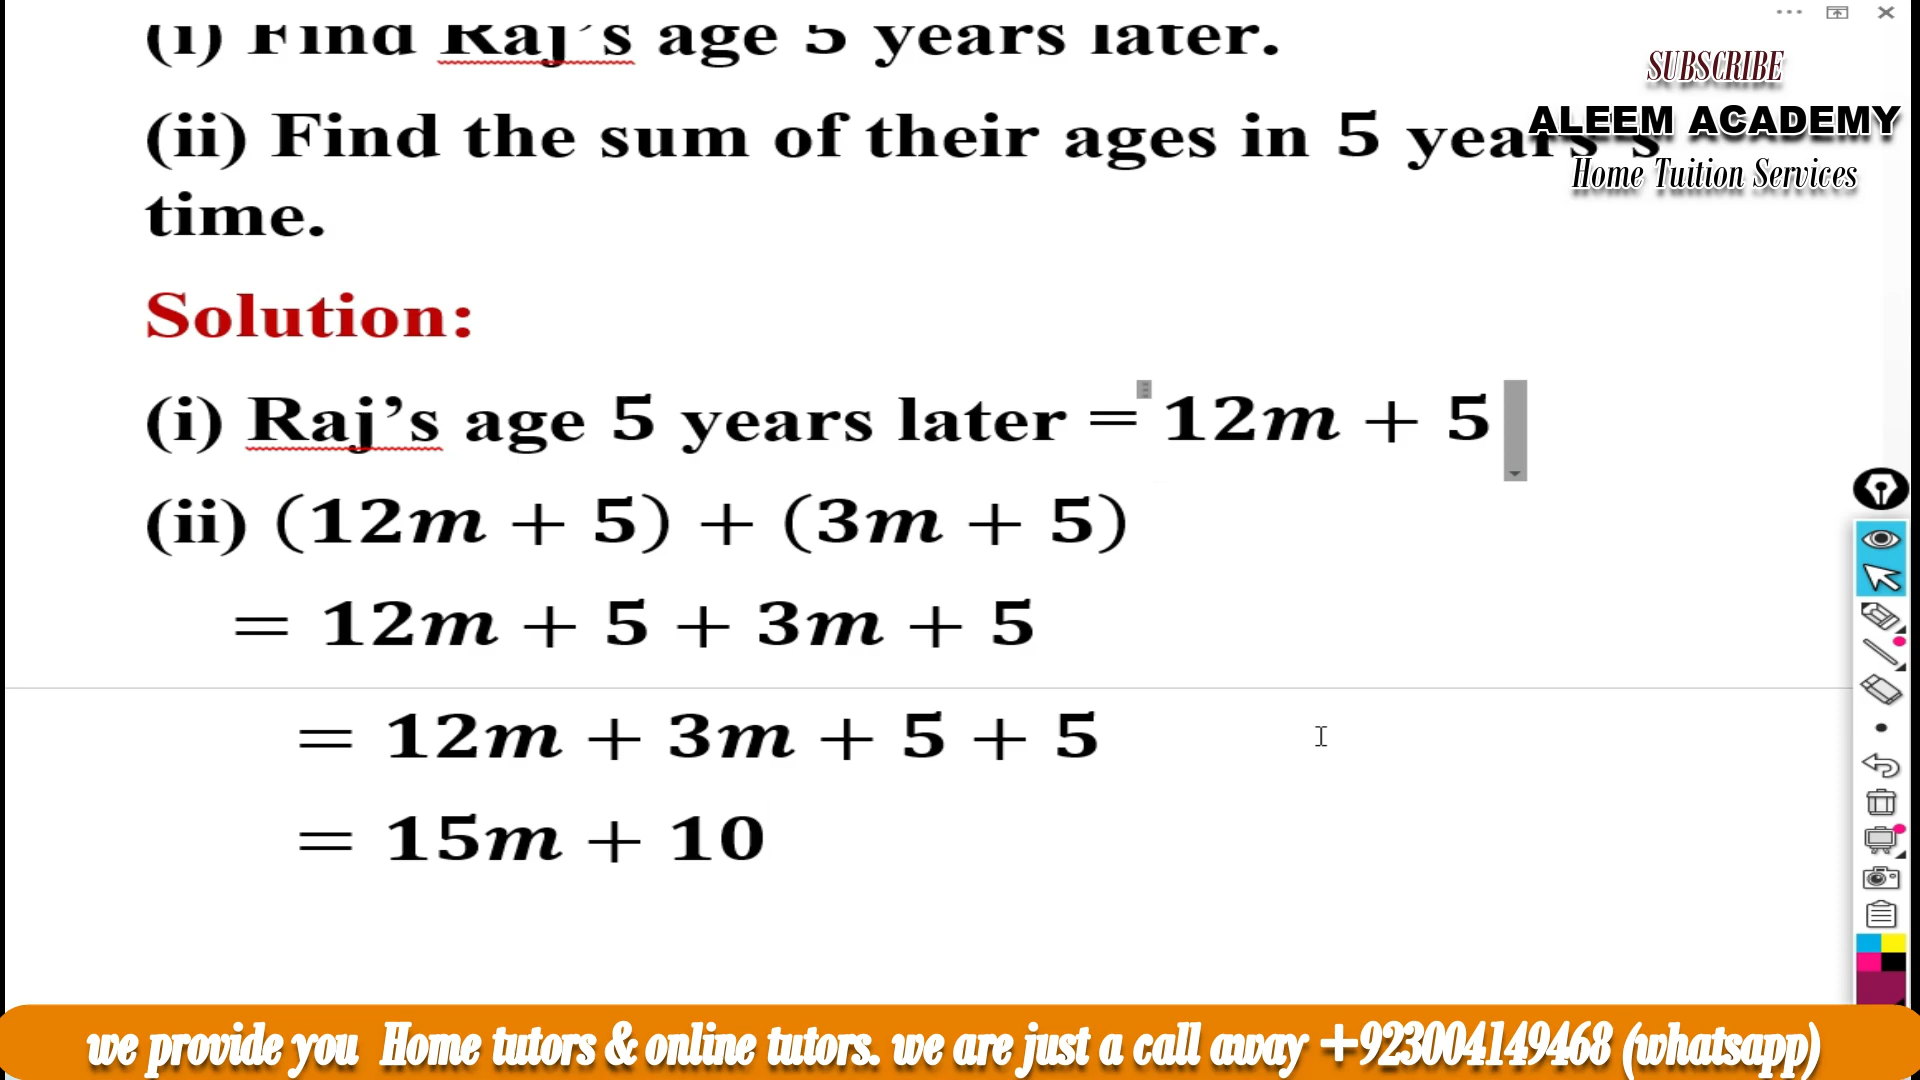 (i) Find Raj's age 5 years later.
SUBSCRIBE
ALEEM ACADEMY
Home Tuition Services
(ii) Find the sum of their ages in 5 years's
time.
Solution:
(i) Raj's age 5 years later = 12m + 5
(ii) (12m + 5) + (3m + 5)
= 12m + 5 + 3m + 5
= 12m + 3m + 5 + 5
= 15m + 10
we provide you Home tutors & online tutors. we are just a call away +923004149468 (whatsapp)